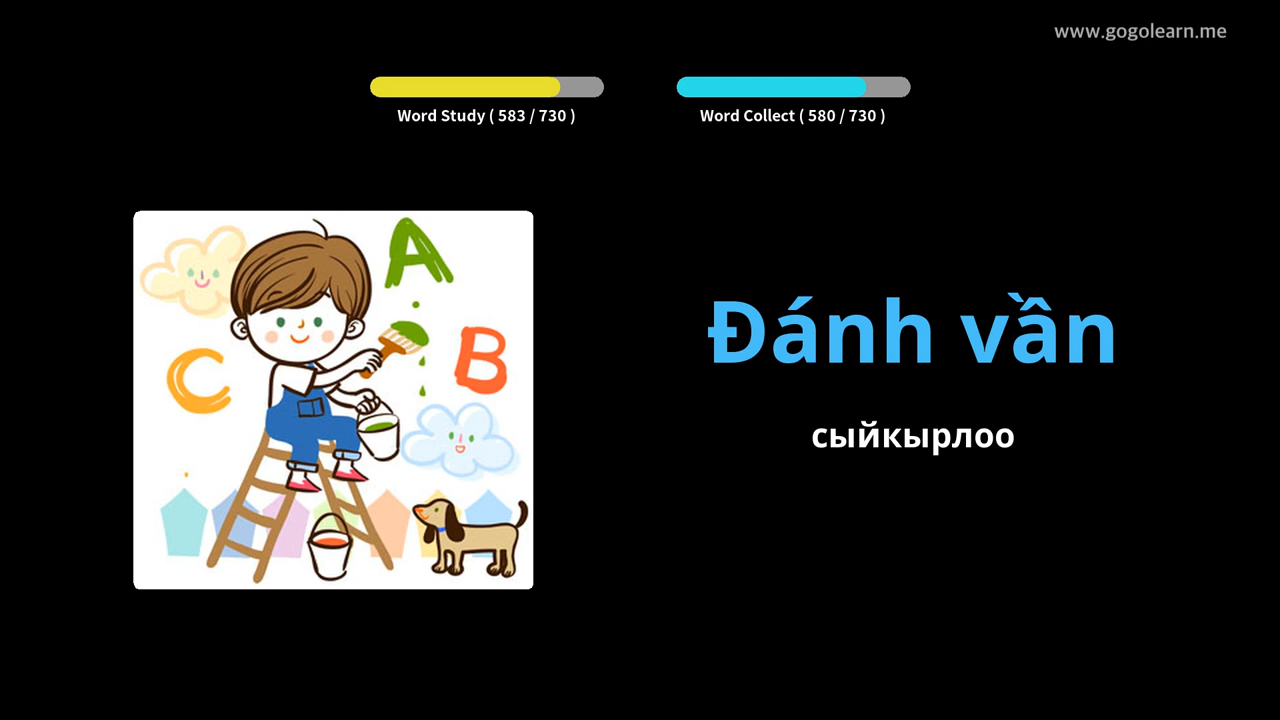 www.gogolearn.me
Word Study ( 583 / 730 )
Word Collect ( 580 / 730 )
A
B
C
Đánh vần
сыйкырлоо